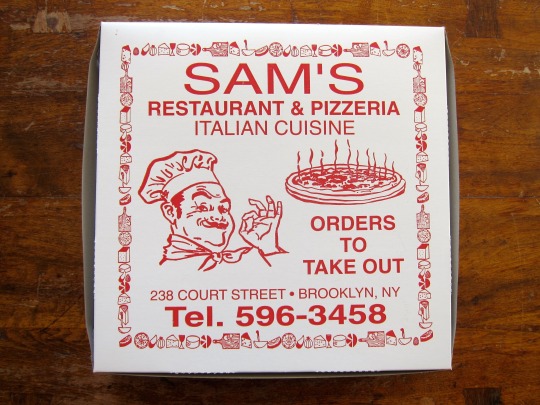 SAM'S
RESTAURANT & PIZZERIA
ITALIAN CUISINE
ORDERS
TO
TAKE OUT
238 COURT STREET • BROOKLYN, NY
Tel. 596-3458